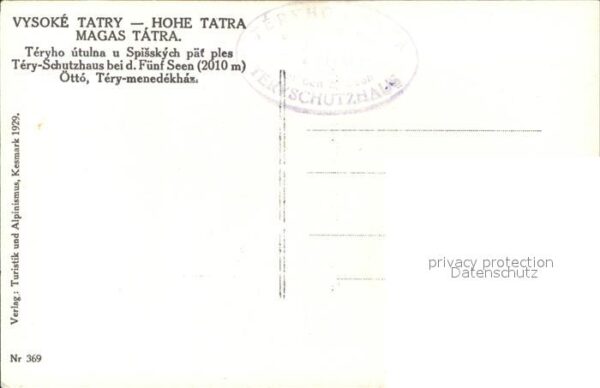 VYSOKÉ TATRY — HOHE TATRA
MAGAS TÁTRA.
Téryho útulna u Spišských päť ples
Téry-Schutzhaus bei d. Fünf Seen (2010 m)
Öttó, Téry-menedékház.
TÉRYSCHUTZHAUS
Verlag: Turistik und Alpinismus, Kesmark 1929.
Nr 369
privacy protection
Datenschutz